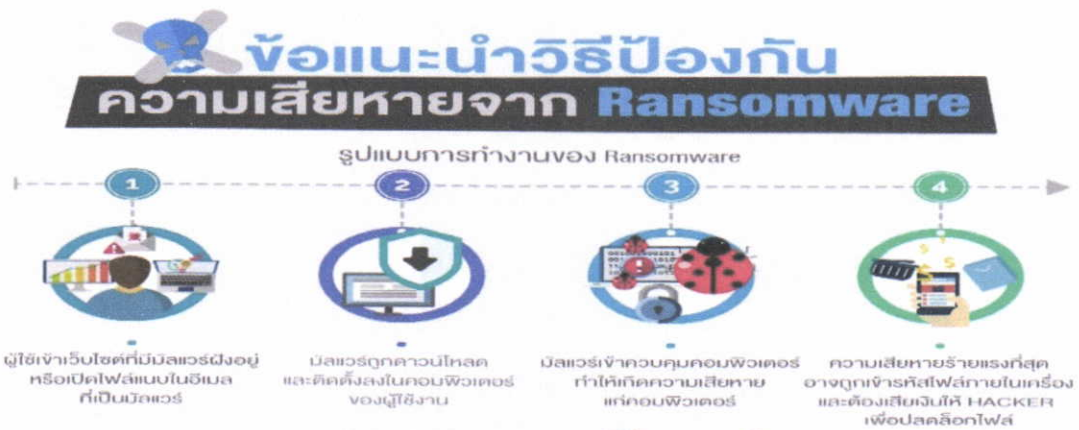 ข้อแนะนำวิธีป้องกัน
ความเสียหายจาก Ransomware
รูปแบบการทำงานของ Ransomware
1
2
3
4
ผู้ใช้เข้าเว็บไซต์ที่มีมัลแวร์ฝังอยู่
หรือเปิดไฟล์แนบในอีเมล
ที่เป็นมัลแวร์
มัลแวร์ถูกดาวน์โหลด
และติดตั้งลงในคอมพิวเตอร์
ของผู้ใช้งาน
มัลแวร์เข้าควบคุมคอมพิวเตอร์
ทำให้เกิดความเสียหาย
แก่คอมพิวเตอร์
ความเสียหายร้ายแรงที่สุด
อาจถูกเข้ารหัสไฟล์ภายในเครื่อง
และต้องเสียเงินให้ HACKER
เพื่อปลดล็อกไฟล์